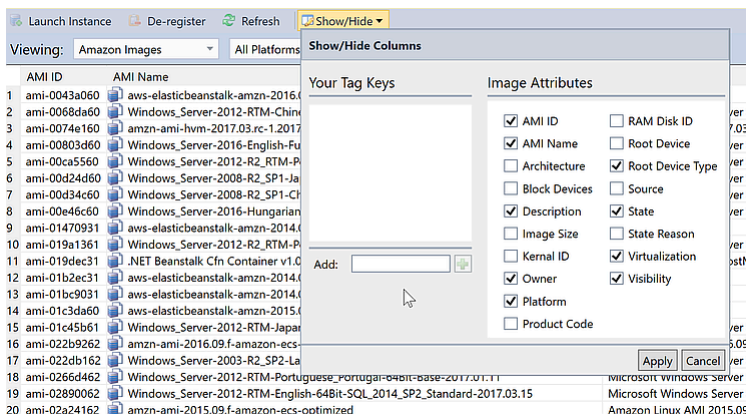 Launch Instance De-register Refresh Show/Hide
Viewing: Amazon Images All Platforms
Show/Hide Columns
Your Tag Keys
Add:
Image Attributes
AMI ID RAM Disk ID
AMI Name Root Device
Architecture Root Device Type
Block Devices Source
Description State
Image Size State Reason
Kernal ID Virtualization
Owner Visibility
Platform
Product Code
Apply Cancel
AMI ID AMI Name
1 ami-0043a060 aws-elasticbeanstalk-amzn-2016.0
2 ami-0068da60 Windows_Server-2012-RTM-Chine ver
3 ami-0074e160 amzn-ami-hvm-2017.03.rc-1.2017 7.03
4 ami-00803d60 Windows_Server-2016-English-Fu ver
5 ami-00ca5560 Windows_Server-2012-R2_RTM-P ver
6 ami-00d24d60 Windows_Server-2008-R2_SP1-Ja ver
7 ami-00d34c60 Windows_Server-2008-R2_SP1-Ch ver
8 ami-00e46c60 Windows_Server-2016-Hungarian ver
9 ami-01470931 aws-elasticbeanstalk-amzn-2014.0
10 ami-019a1361 Windows_Server-2012-R2_RTM-P ver
11 ami-019dec31 .NET Beanstalk Cfn Container v1.0
12 ami-01b2ec31 aws-elasticbeanstalk-amzn-2014.0
13 ami-01bc9031 aws-elasticbeanstalk-amzn-2014.0
14 ami-01c3da60 aws-elasticbeanstalk-amzn-2015.0
15 ami-01c45b61 Windows_Server-2012-RTM-Japan ver
16 ami-022b9262 amzn-ami-2016.09.f-amazon-ecs-
17 ami-022db162 Windows_Server-2003-R2_SP2-La ver
18 ami-0266d462 Windows_Server-2012-RTM-Portuguese_Portugal-64Bit-Base-2017.01.11 Microsoft Windows Server
19 ami-02890062 Windows_Server-2012-RTM-English-64Bit-SQL_2014_SP2_Standard-2017.03.15 Microsoft Windows Server
20 ami-02a24162 amzn-ami-2015.09.f-amazon-ecs-optimized Amazon Linux AMI 2015.09